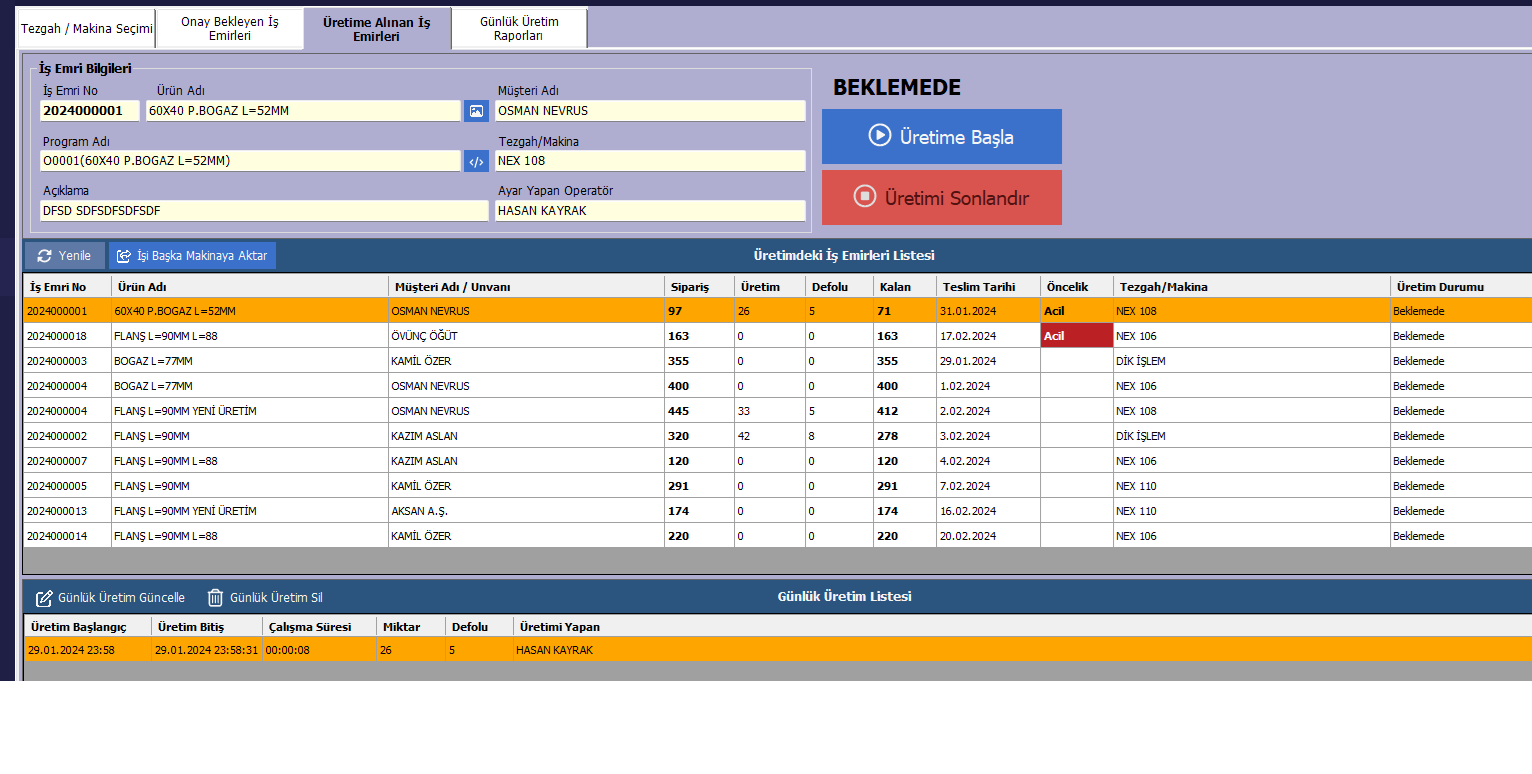 Tezgah / Makina Seçimi
Onay Bekleyen İş
Emirleri
Üretime Alınan İş
Emirleri
Günlük Üretim
Raporları
İş Emri Bilgileri
İş Emri No Ürün Adı Müşteri Adı
2024000001 60X40 P.BOGAZ L=52MM OSMAN NEVRUS
Program Adı Tezgah/Makina
O0001(60X40 P.BOGAZ L=52MM) </> NEX 108
Açıklama Ayar Yapan Operatör
DFSD SDFSDFSDFSDF HASAN KAYRAK
BEKLEMEDE
Üretime Başla
Üretimi Sonlandır
Yenile İşi Başka Makinaya Aktar Üretimdeki İş Emirleri Listesi
İş Emri No Ürün Adı Müşteri Adı / Unvanı Sipariş Üretim Defolu Kalan Teslim Tarihi Öncelik Tezgah/Makina Üretim Durumu
2024000001 60X40 P.BOGAZ L=52MM OSMAN NEVRUS 97 26 5 71 31.01.2024 Acil NEX 108 Beklemede
2024000018 FLANŞ L=90MM L=88 ÖVÜNÇ ÖĞÜT 163 0 0 163 17.02.2024 Acil NEX 106 Beklemede
2024000003 BOGAZ L=77MM KAMİL ÖZER 355 0 0 355 29.01.2024 DİK İŞLEM Beklemede
2024000004 BOGAZ L=77MM OSMAN NEVRUS 400 0 0 400 1.02.2024 NEX 106 Beklemede
2024000004 FLANŞ L=90MM YENİ ÜRETİM OSMAN NEVRUS 445 33 5 412 2.02.2024 NEX 108 Beklemede
2024000002 FLANŞ L=90MM KAZIM ASLAN 320 42 8 278 3.02.2024 DİK İŞLEM Beklemede
2024000007 FLANŞ L=90MM L=88 KAZIM ASLAN 120 0 0 120 4.02.2024 NEX 106 Beklemede
2024000005 FLANŞ L=90MM KAMİL ÖZER 291 0 0 291 7.02.2024 NEX 110 Beklemede
2024000013 FLANŞ L=90MM YENİ ÜRETİM AKSAN A.Ş. 174 0 0 174 16.02.2024 NEX 110 Beklemede
2024000014 FLANŞ L=90MM L=88 KAMİL ÖZER 220 0 0 220 20.02.2024 NEX 106 Beklemede
Günlük Üretim Güncelle Günlük Üretim Sil Günlük Üretim Listesi
Üretim Başlangıç Üretim Bitiş Çalışma Süresi Miktar Defolu Üretimi Yapan
29.01.2024 23:58 29.01.2024 23:58:31 00:00:08 26 5 HASAN KAYRAK